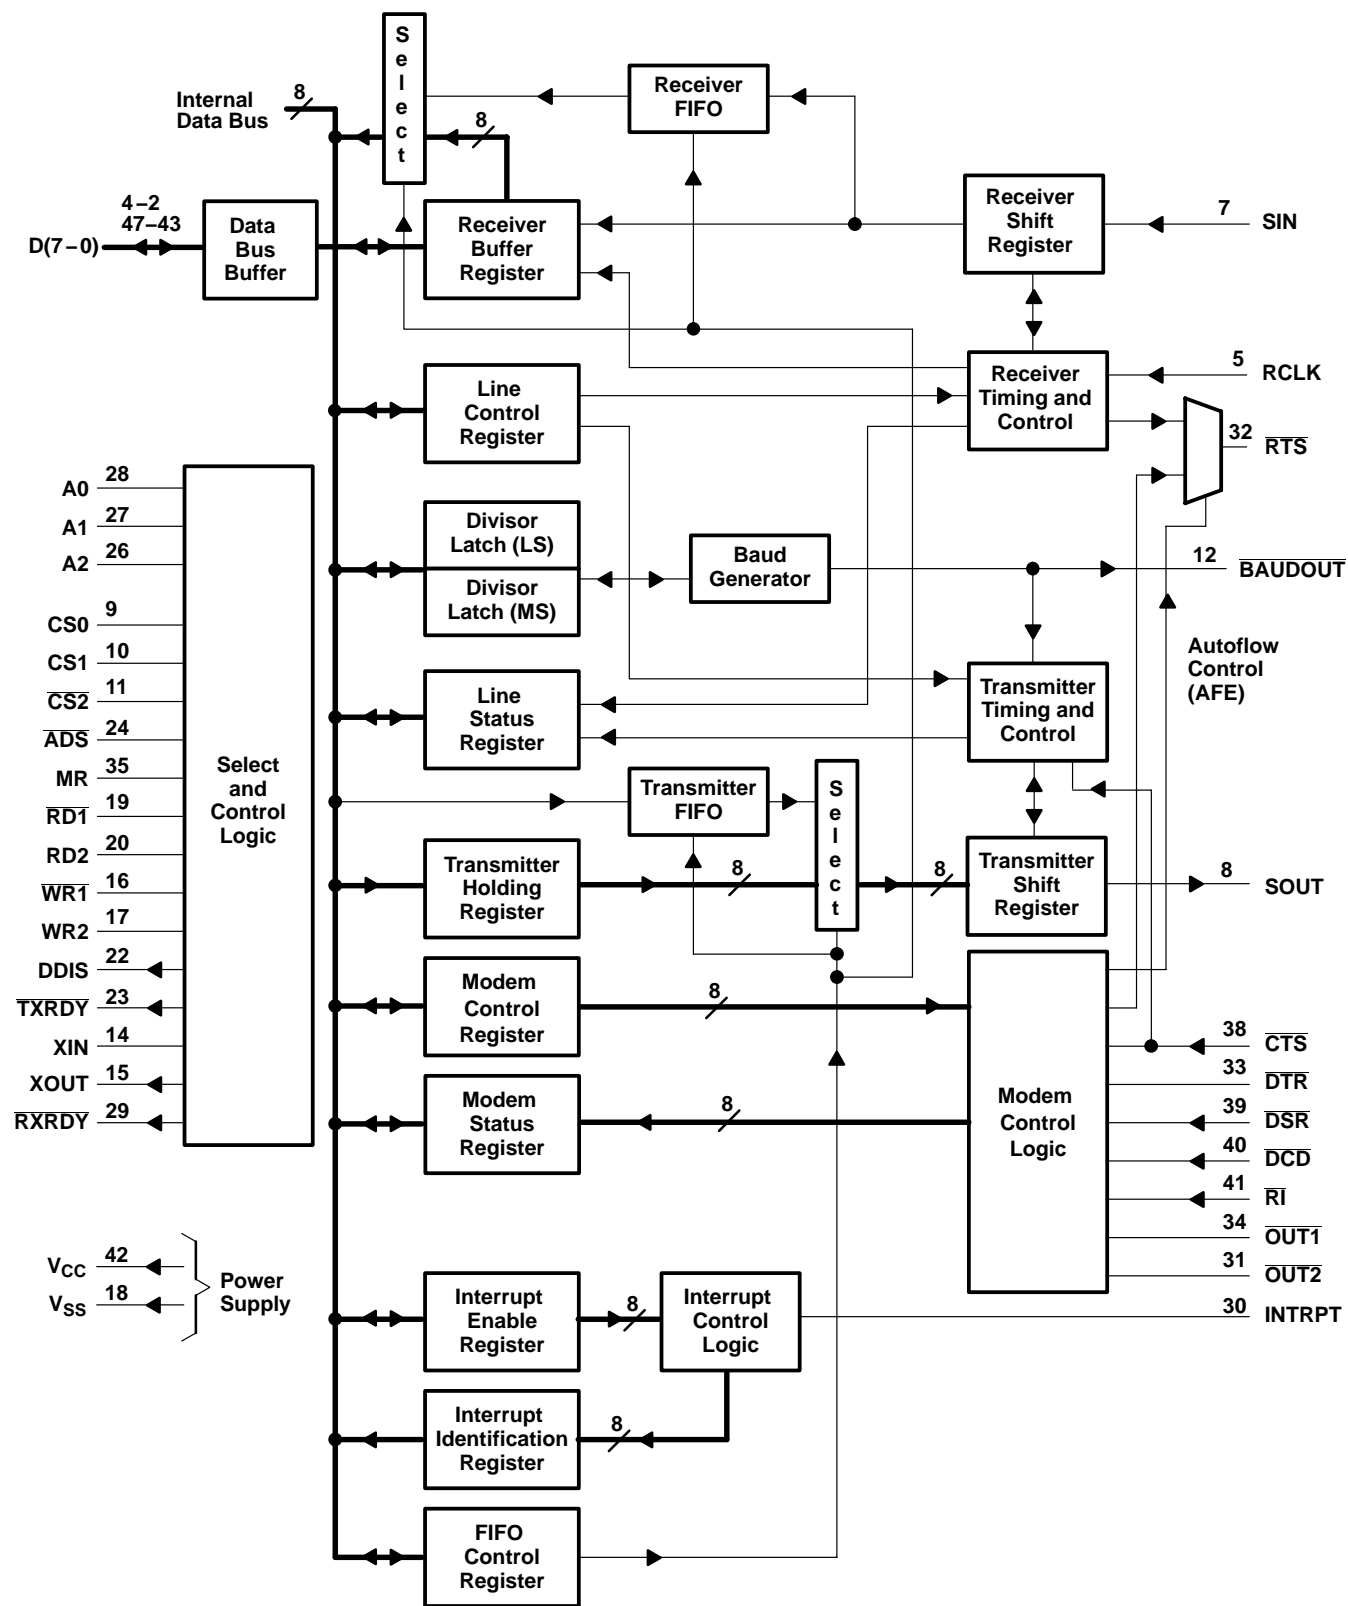 S
e
l
e
c
t
8
Internal
Data Bus
8
Receiver
FIFO
4–2
47–43
D(7–0)
Data
Bus
Buffer
Receiver
Buffer
Register
Receiver
Shift
Register
7
SIN
Line
Control
Register
Receiver
Timing and
Control
5
RCLK
32
RTS
28
A0
27
A1
26
A2
9
CS0
10
CS1
11
CS2
24
ADS
35
MR
19
RD1
20
RD2
16
WR1
17
WR2
22
DDIS
23
TXRDY
14
XIN
15
XOUT
29
RXRDY
Select
and
Control
Logic
Divisor
Latch (LS)
Divisor
Latch (MS)
Baud
Generator
12
BAUDOUT
Autoflow
Control
(AFE)
Line
Status
Register
Transmitter
Timing and
Control
Transmitter
FIFO
S
e
l
e
c
t
Transmitter
Holding
Register
8
8
Transmitter
Shift
Register
8
SOUT
Modem
Control
Register
8
Modem
Status
Register
8
Modem
Control
Logic
38
CTS
33
DTR
39
DSR
40
DCD
41
RI
34
OUT1
31
OUT2
30
INTRPT
42
VCC
18
VSS
Power
Supply
Interrupt
Enable
Register
8
Interrupt
Control
Logic
Interrupt
Identification
Register
8
FIFO
Control
Register